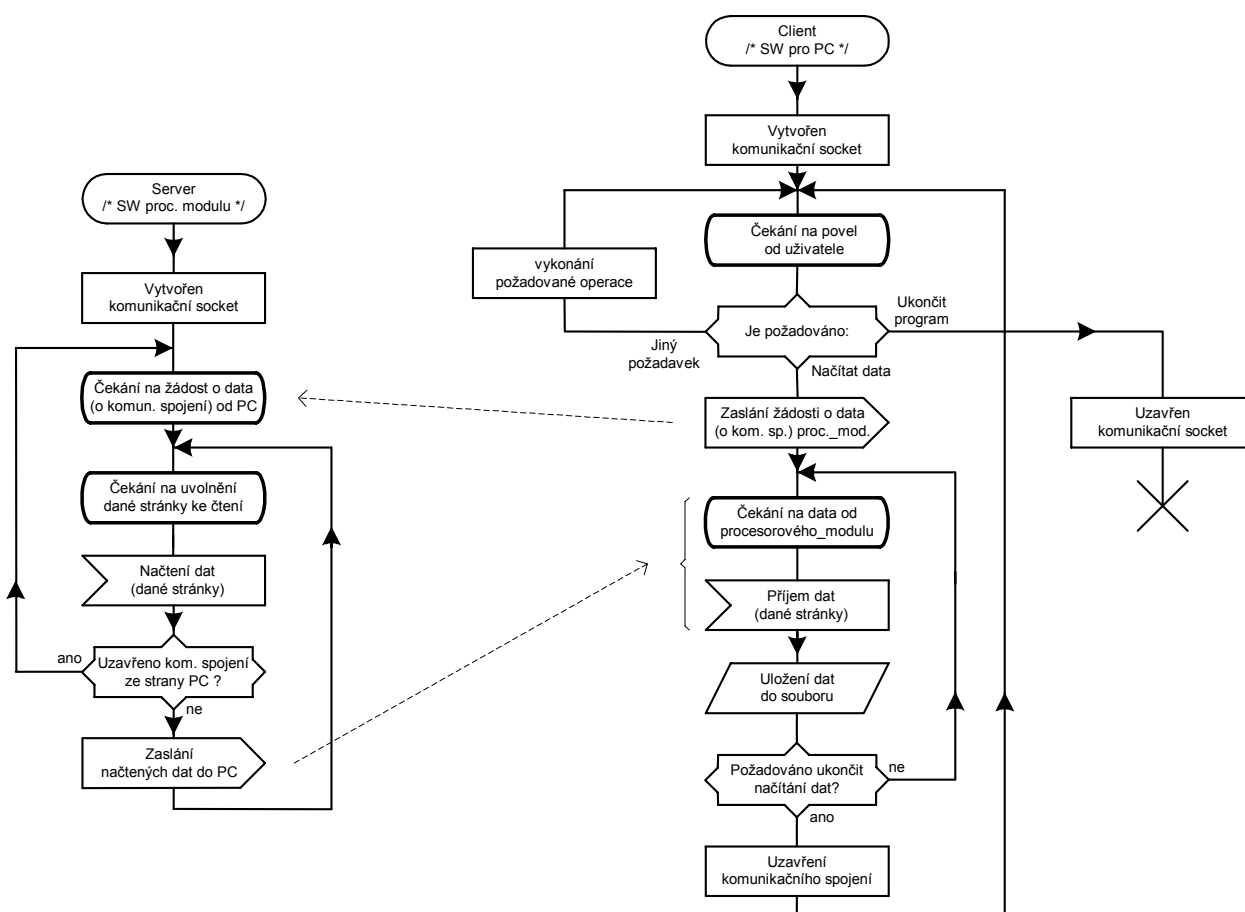 Server
/* SW proc. modulu */
Vytvořen
komunikační socket
Čekání na žádost o data
(o komun. spojení) od PC
Čekání na uvolnění
dané stránky ke čtení
Načtení dat
(dané stránky)
ano
Uzavřeno kom. spojení
ze strany PC ?
ne
Zaslání
načtených dat do PC
Client
/* SW pro PC */
Vytvořen
komunikační socket
Čekání na povel
od uživatele
vykonání
požadované operace
Je požadováno:
Ukončit
program
Jiný
požadavek
Načítat data
Zaslání žádosti o data
(o kom. sp.) proc._mod.
Uzavřen
komunikační socket
Čekání na data od
procesorového_modulu
Příjem dat
(dané stránky)
Uložení dat
do souboru
Požadováno ukončit
načítání dat?
ne
ano
Uzavření
komunikačního spojení